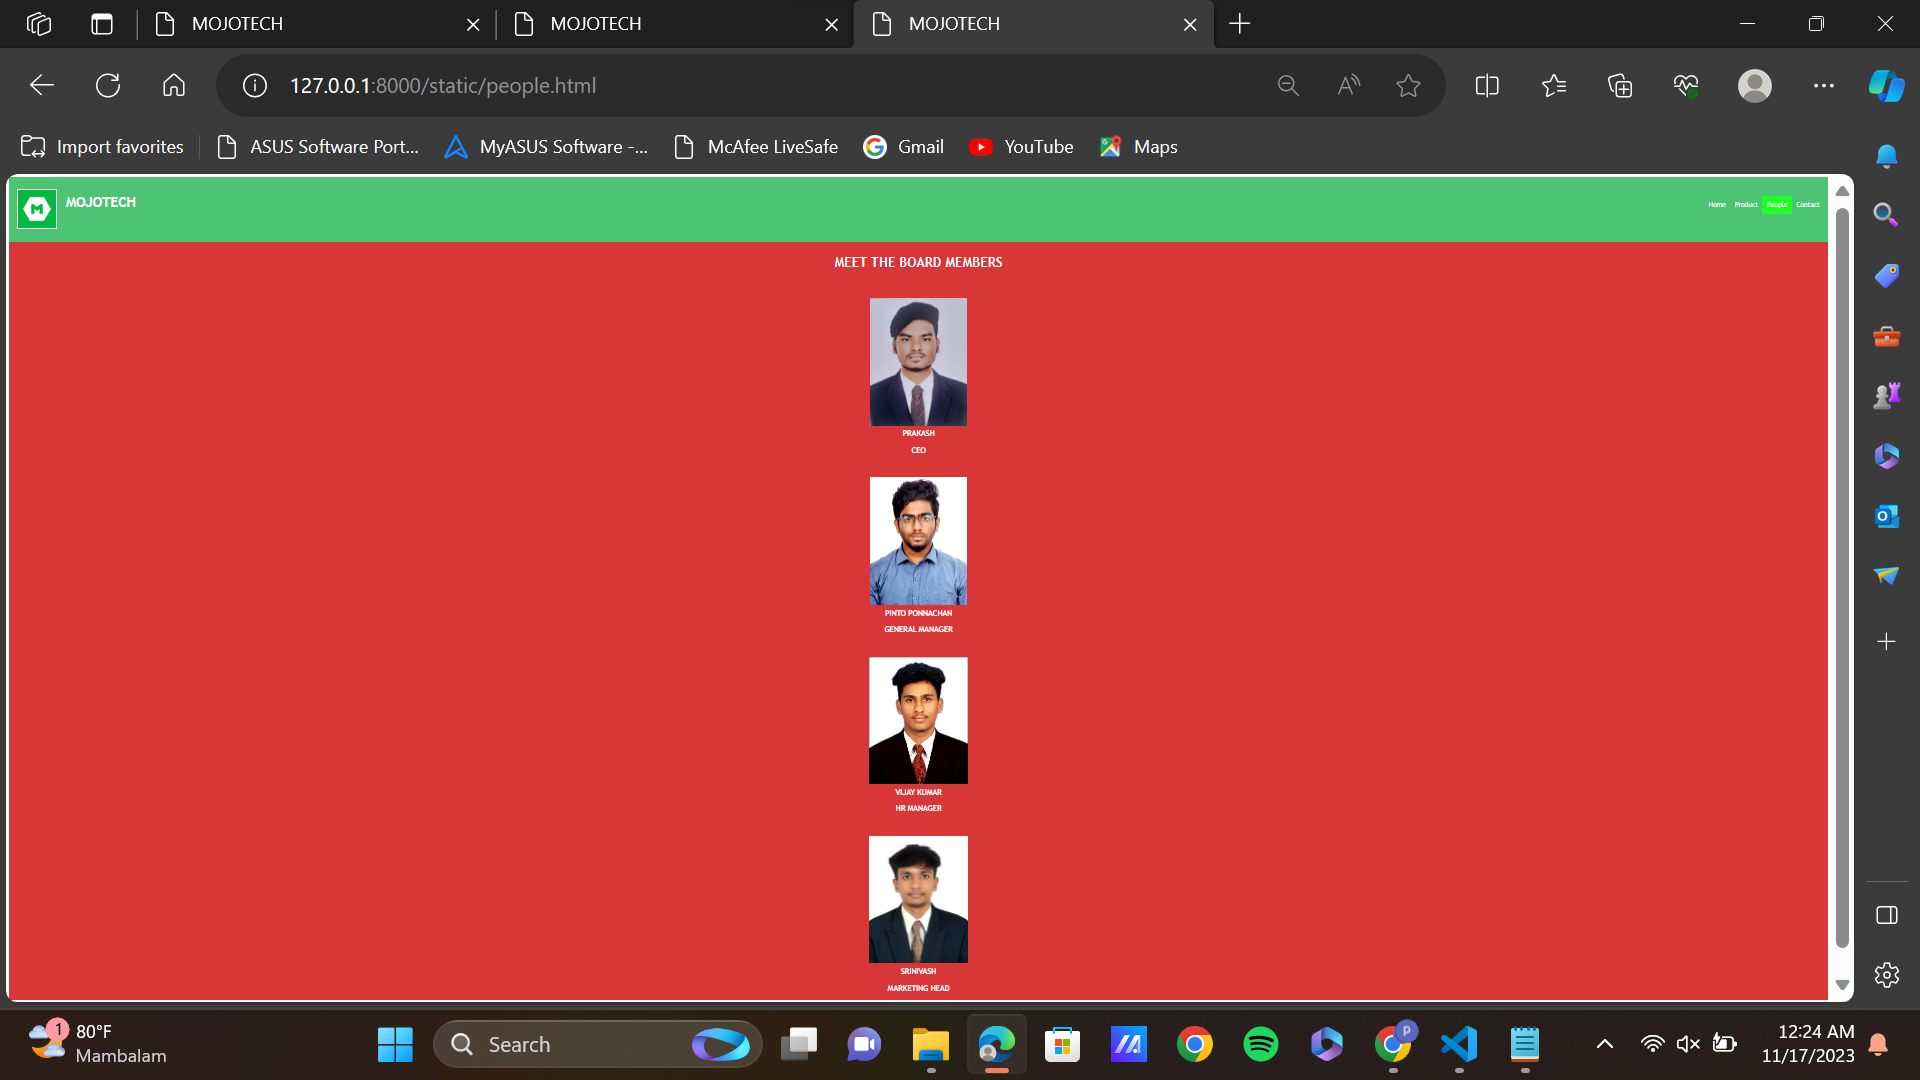 MOJOTECH
MOJOTECH
MOJOTECH
127.0.0.1:8000/static/people.html
Import favorites
ASUS Software Port...
MyASUS Software -...
McAfee LiveSafe
Gmail
YouTube
Maps
MOJOTECH
Home Product People Contact
MEET THE BOARD MEMBERS
PRAKASH
CEO
PINTO PONNACHAN
GENERAL MANAGER
VIJAY KUMAR
HR MANAGER
SRINIVASH
MARKETING HEAD
1
80°F
Mambalam
Search
P
12:24 AM
11/17/2023